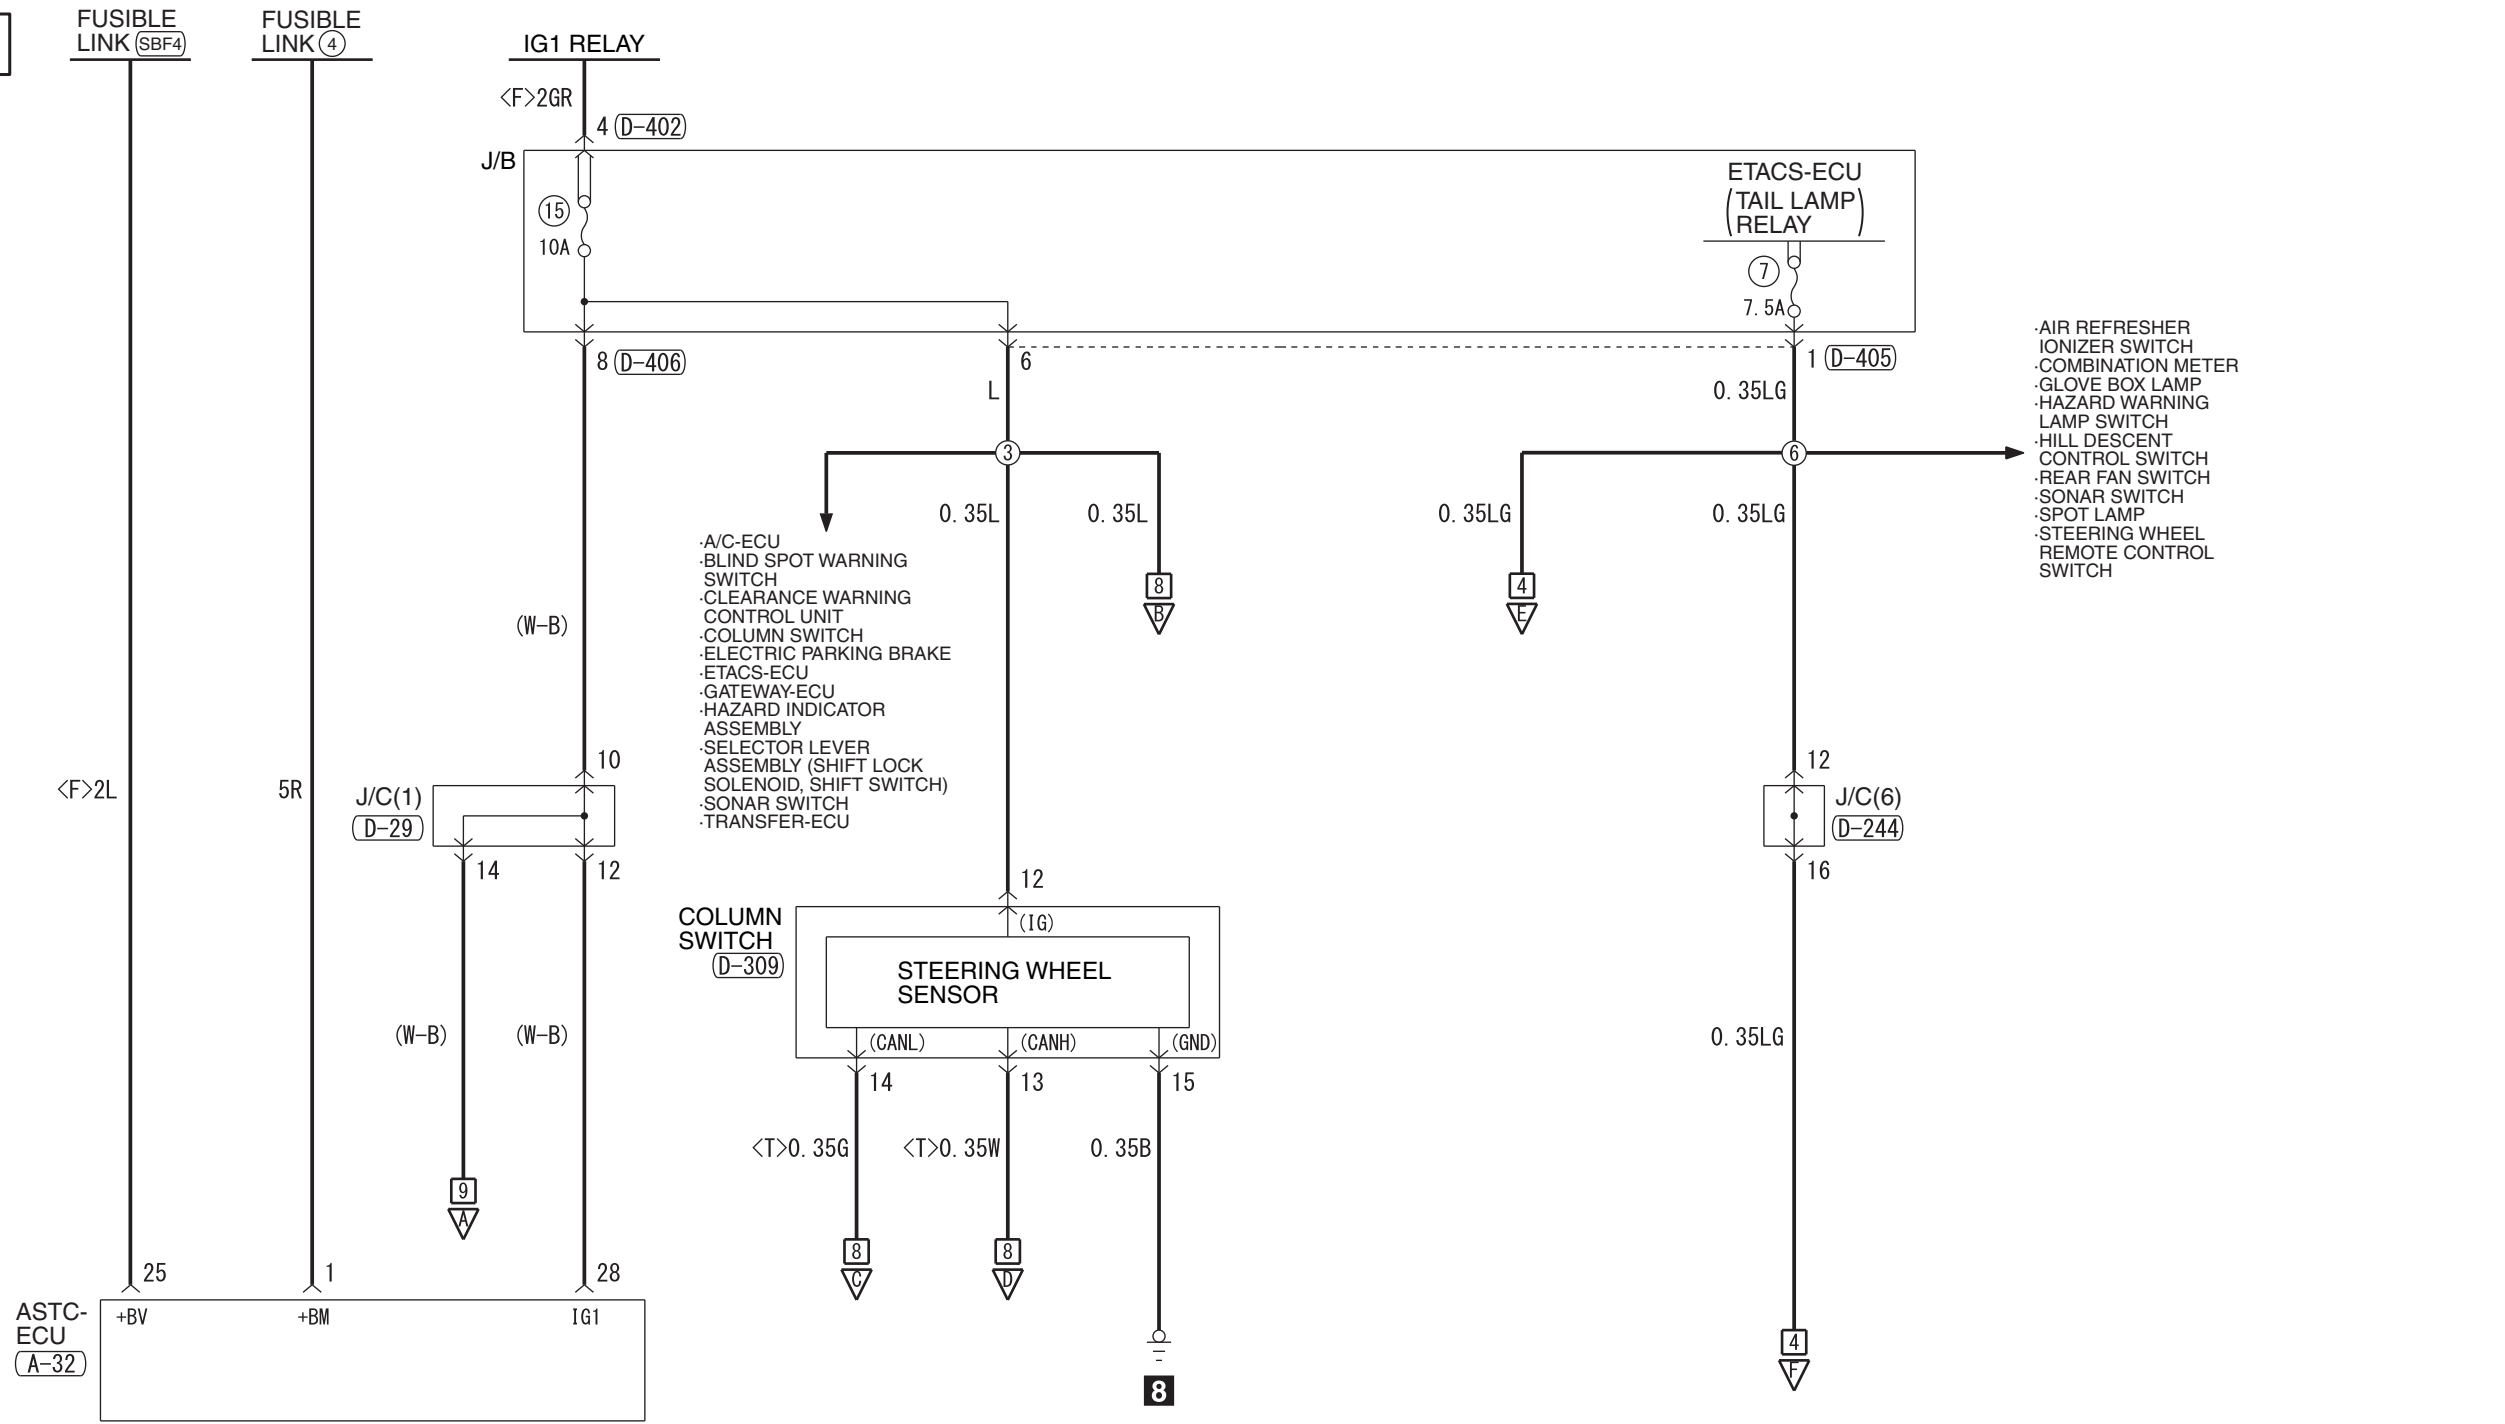 FUSIBLE
LINK SBF4
FUSIBLE
LINK 4
IG1 RELAY
<F>2GR
4 D-402
J/B
15
10A
ETACS-ECU
(TAIL LAMP
RELAY)
7
7.5A
8 D-406
6
1 D-405
L
0.35LG
3
6
0.35L
0.35L
0.35LG
0.35LG
·AIR REFRESHER
IONIZER SWITCH
·COMBINATION METER
·GLOVE BOX LAMP
·HAZARD WARNING
LAMP SWITCH
·HILL DESCENT
CONTROL SWITCH
·REAR FAN SWITCH
·SONAR SWITCH
·SPOT LAMP
·STEERING WHEEL
REMOTE CONTROL
SWITCH
·A/C-ECU
·BLIND SPOT WARNING
SWITCH
·CLEARANCE WARNING
CONTROL UNIT
·COLUMN SWITCH
·ELECTRIC PARKING BRAKE
·ETACS-ECU
·GATEWAY-ECU
·HAZARD INDICATOR
ASSEMBLY
·SELECTOR LEVER
ASSEMBLY (SHIFT LOCK
SOLENOID, SHIFT SWITCH)
·SONAR SWITCH
·TRANSFER-ECU
8
B
4
E
(W-B)
10
12
<F>2L
5R
J/C(1)
D-29
J/C(6)
D-244
14
12
12
16
COLUMN
SWITCH
D-309
(IG)
STEERING WHEEL
SENSOR
(W-B)
(W-B)
(CANL)
(CANH)
(GND)
0.35LG
14
13
15
<T>0.35G
<T>0.35W
0.35B
9
A
8
C
8
D
25
1
28
ASTC-
ECU
A-32
+BV
+BM
IG1
8
4
F